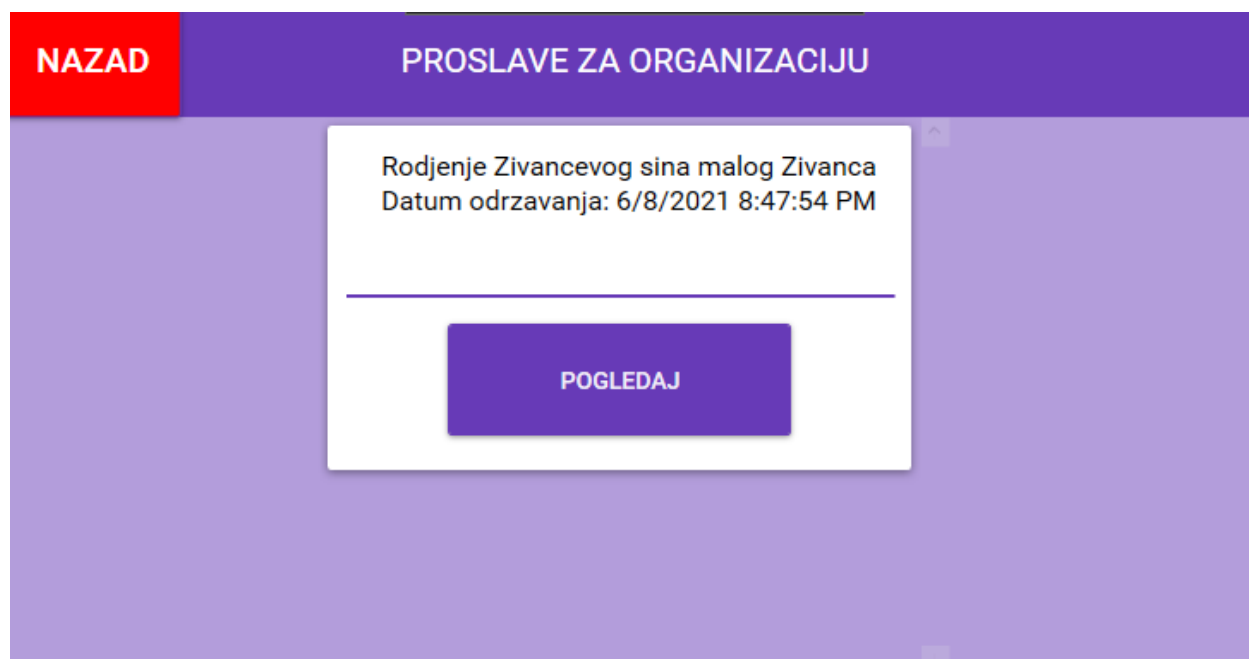 NAZAD
PROSLAVE ZA ORGANIZACIJU
Rodjenje Zivancevog sina malog Zivanca
Datum odrzavanja: 6/8/2021 8:47:54 PM
POGLEDAJ